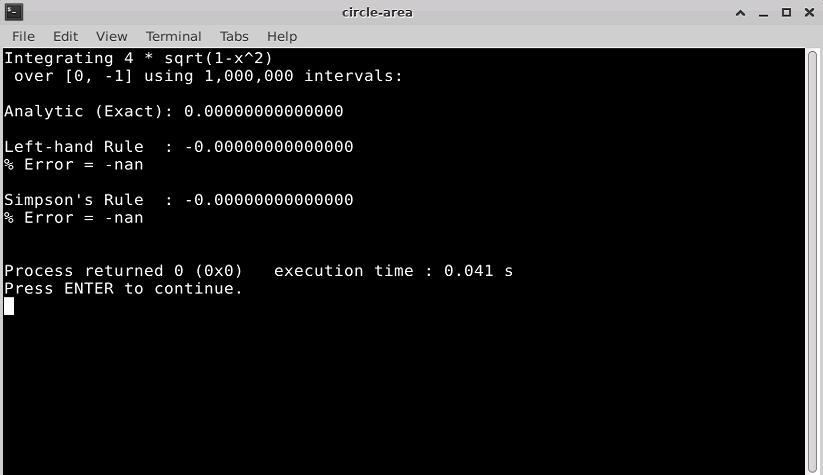 circle-area
File Edit View Terminal Tabs Help
Integrating 4 * sqrt(1-x^2)
over [0, -1] using 1,000,000 intervals:
Analytic (Exact): 0.00000000000000
Left-hand Rule  : -0.00000000000000
% Error = -nan
Simpson's Rule  : -0.00000000000000
% Error = -nan
Process returned 0 (0x0)   execution time : 0.041 s
Press ENTER to continue.